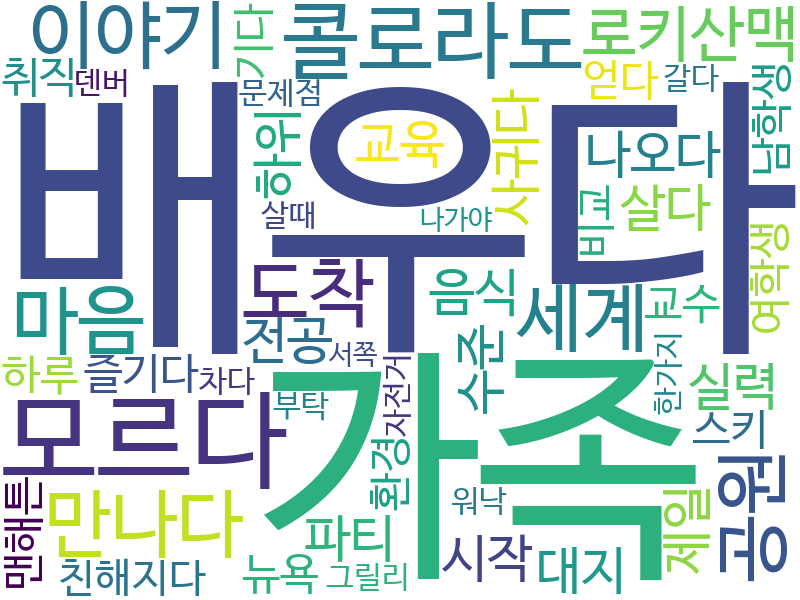 이야기
기다
콜로라도
로키산맥
취직
덴버
문제점
얻다
갈다
남학생
배우다
교육
하위
사귀다
나오다
살때
나가야
비교
살다
여학생
마음
도착
음식
세계
교수
전공
서쪽
수준
하루
즐기다
차다
자전거
한가지
실력
모르다
부탁
가족
스키
환경
공원
맨해튼
만나다
파티
워낙
제일
친해지다
뉴욕
그릴리
시작
대지